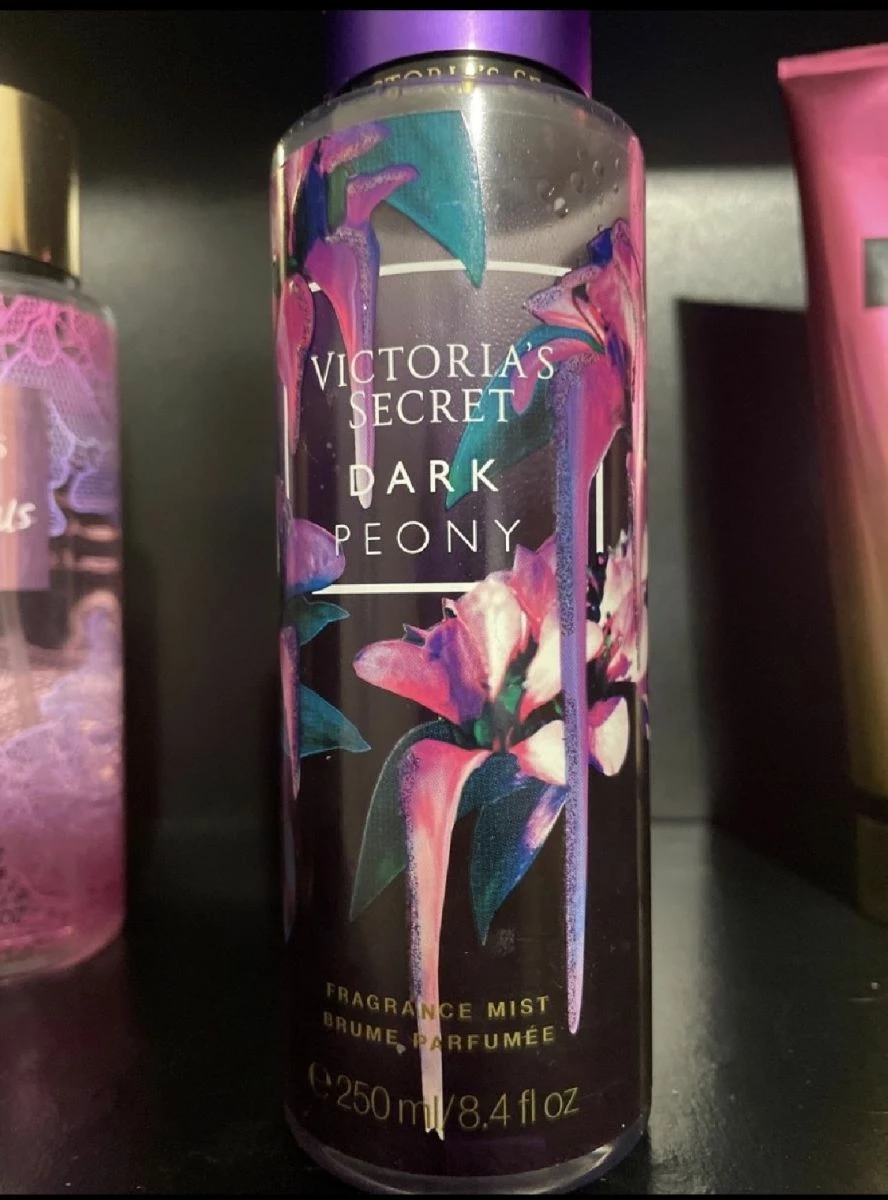 VICTORIA'S
SECRET
DARK
PEONY
FRAGRANCE MIST
BRUME PARFUMÉE
℮ 250 ml/8.4 fl oz